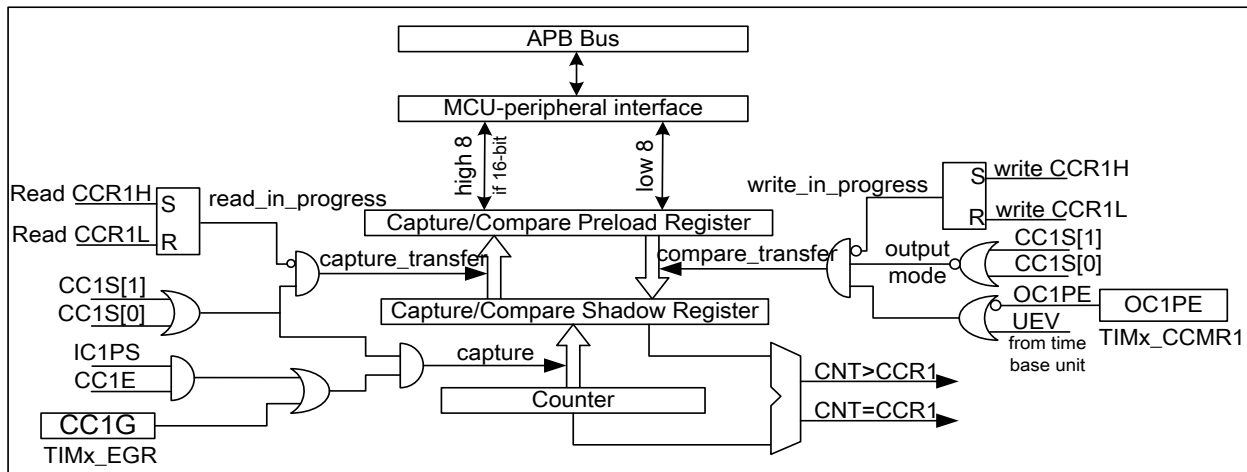 APB Bus
MCU-peripheral interface
high 8
if 16-bit
low 8
Read CCR1H
S
read_in_progress
Read CCR1L
R
write_in_progress
S
write CCR1H
R
write CCR1L
Capture/Compare Preload Register
CC1S[1]
CC1S[0]
capture_transfer
compare_transfer
output
mode
CC1S[1]
CC1S[0]
Capture/Compare Shadow Register
OC1PE
OC1PE
UEV
TIMx_CCMR1
from time
base unit
IC1PS
CC1E
capture
Counter
CNT>CCR1
CNT=CCR1
CC1G
TIMx_EGR